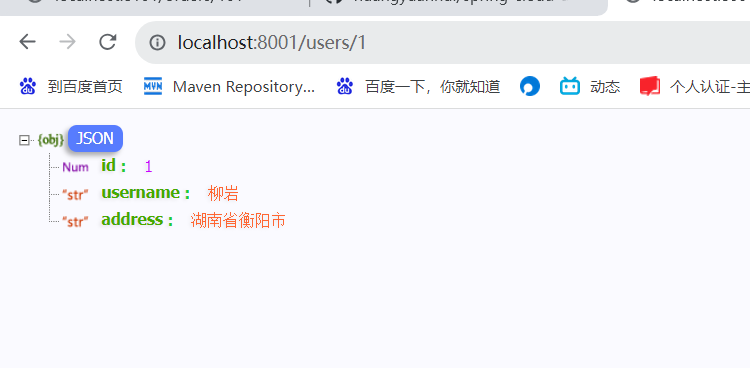 localhost:8001/users/1
到百度首页 MVN Maven Repository... 百度一下，你就知道 动态 个人认证-主
{obj} JSON
Num id : 1
"str" username : 柳岩
"str" address : 湖南省衡阳市